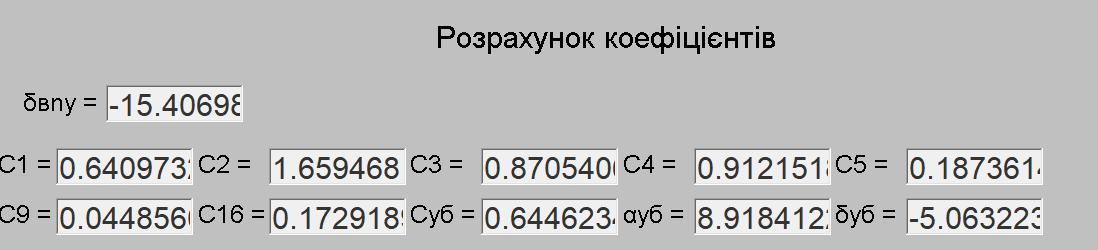 Розрахунок коефіцієнтів
δвпу = -15.40698
C1 = 0.640973 C2 = 1.659468 C3 = 0.870540 C4 = 0.912151 C5 = 0.187361
C9 = 0.044856 C16 = 0.172918 Cуб = 0.644623 αуб = 8.918412 δуб = -5.063223